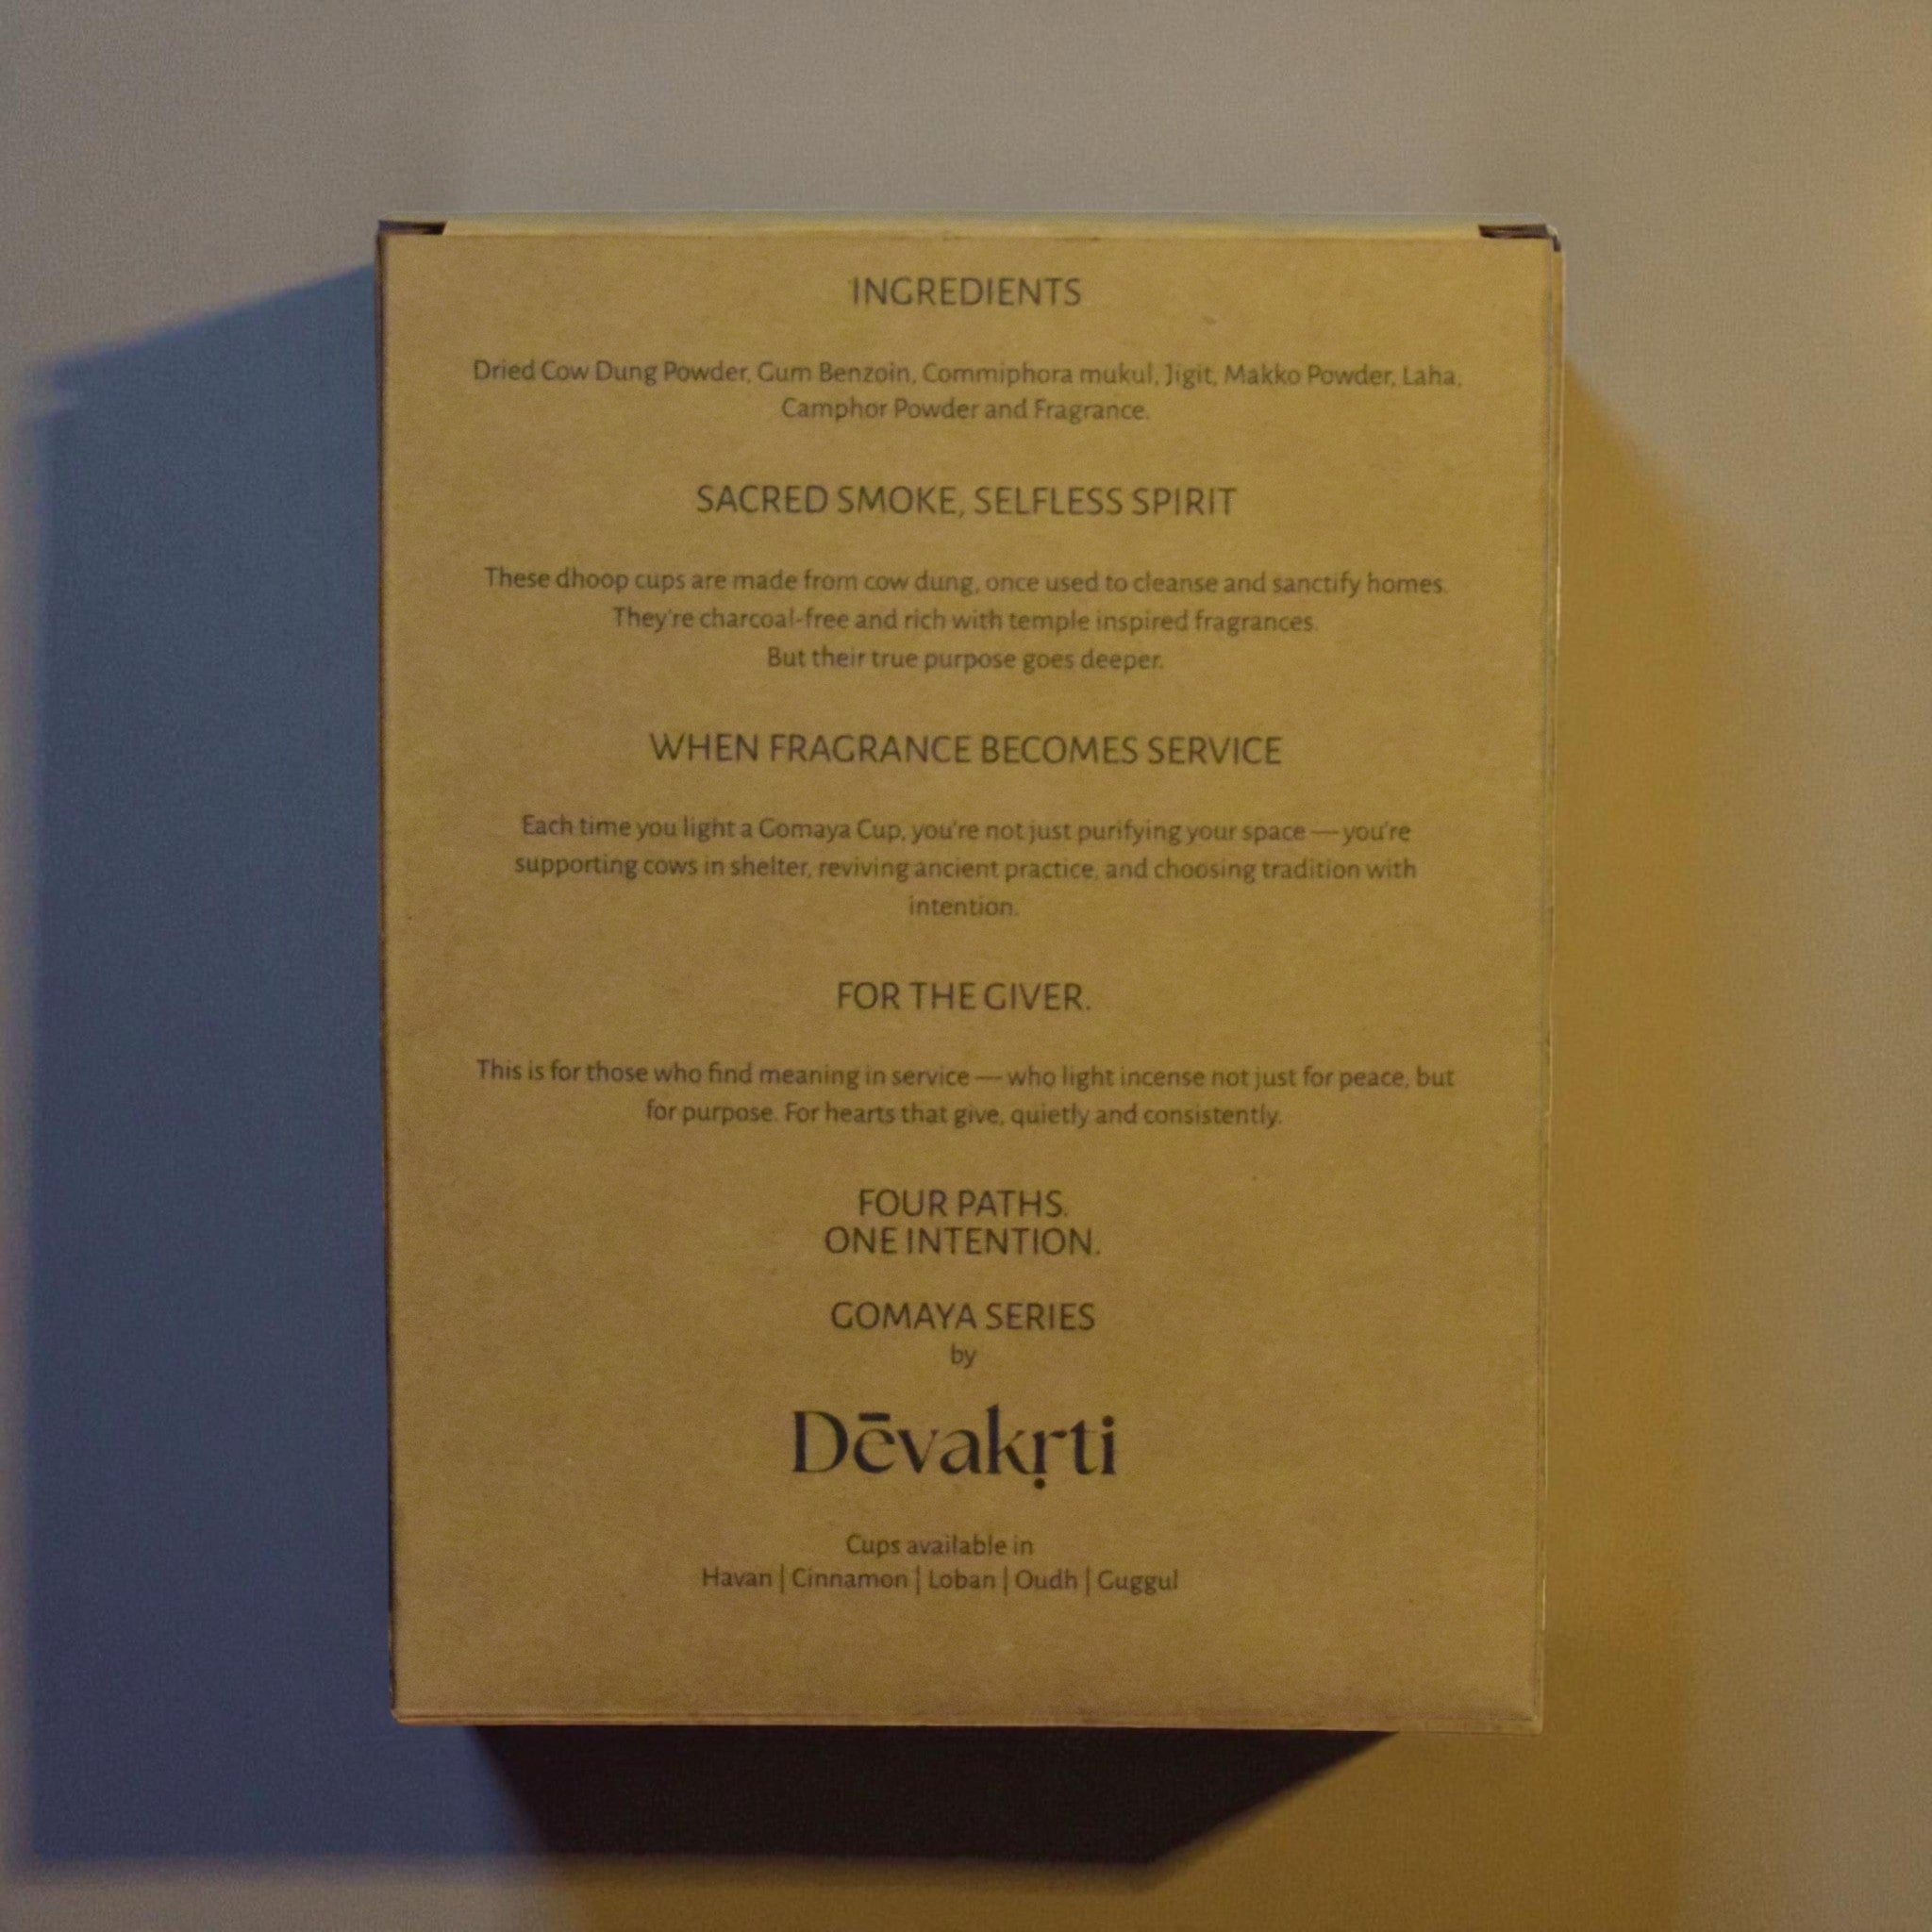 INGREDIENTS
Dried Cow Dung Powder, Gum Benzoin, Commiphora mukul, Jigit, Makko Powder, Laha,
Camphor Powder and Fragrance.
SACRED SMOKE, SELFLESS SPIRIT
These dhoop cups are made from cow dung, once used to cleanse and sanctify homes.
They're charcoal-free and rich with temple inspired fragrances.
But their true purpose goes deeper.
WHEN FRAGRANCE BECOMES SERVICE
Each time you light a Gomaya Cup, you're not just purifying your space — you're
supporting cows in shelter, reviving ancient practice, and choosing tradition with
intention.
FOR THE GIVER.
This is for those who find meaning in service — who light incense not just for peace, but
for purpose. For hearts that give, quietly and consistently.
FOUR PATHS.
ONE INTENTION.
GOMAYA SERIES
by
Dēvakṛti
Cups available in
Havan | Cinnamon | Loban | Oudh | Guggul